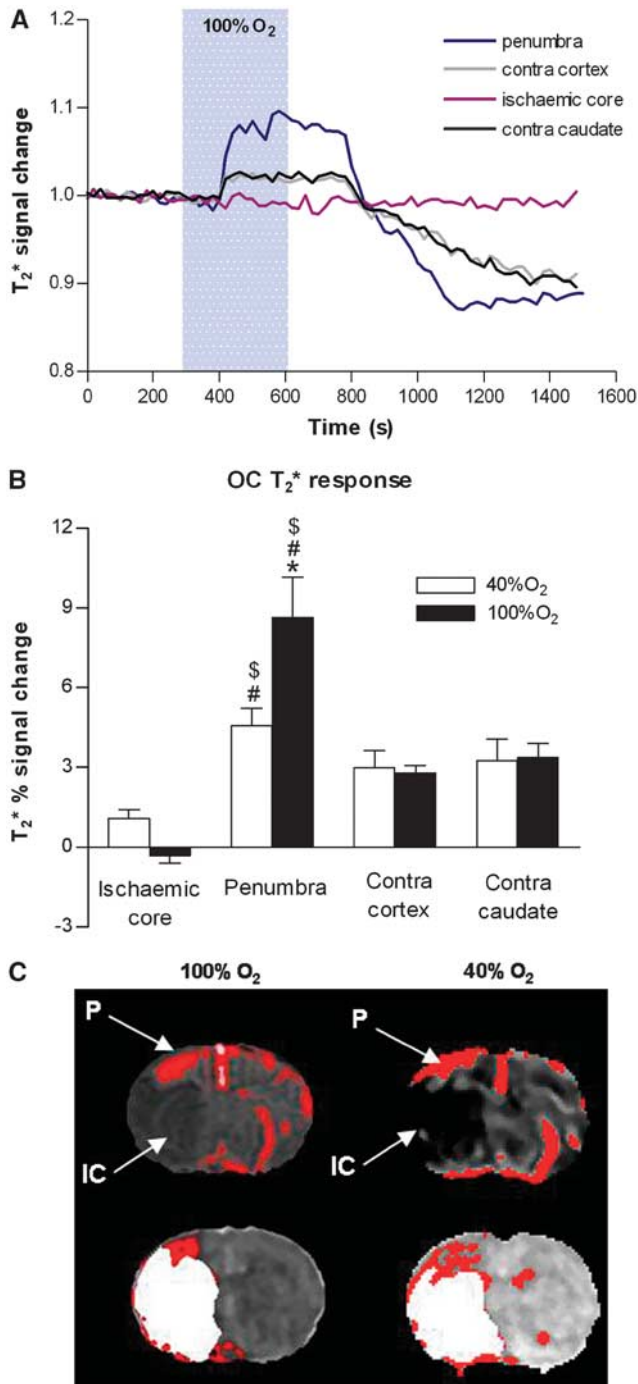 A
100% O₂
penumbra
contra cortex
ischaemic core
contra caudate
T₂* signal change
1.2
1.1
1.0
0.9
0.8
0 200 400 600 800 1000 1200 1400 1600
Time (s)
B
OC T₂* response
40%O₂
100%O₂
T₂* % signal change
12
9
6
3
0
-3
$
#
$
#
*
Ischaemic core
Penumbra
Contra cortex
Contra caudate
C
100% O₂ 40% O₂
P
P
IC
IC